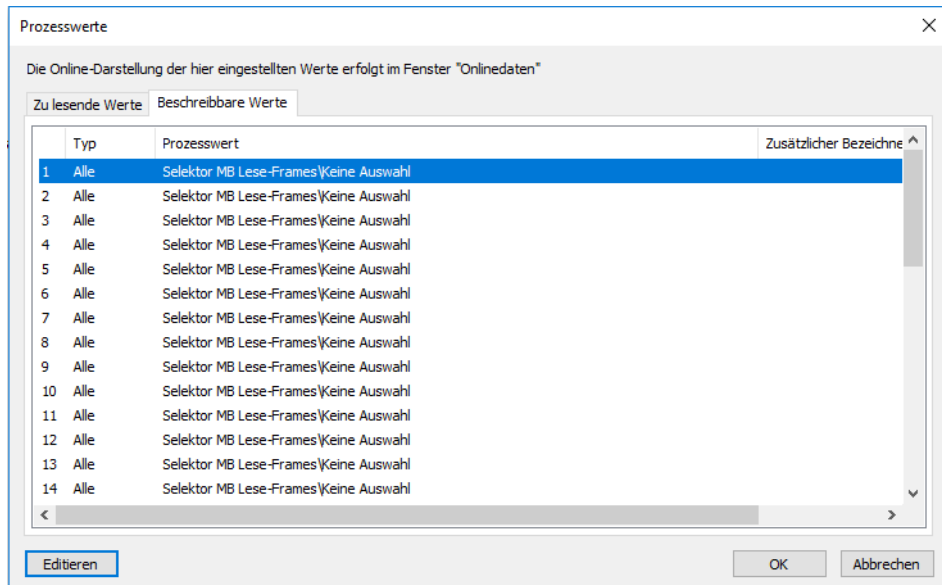 Prozesswerte
Die Online-Darstellung der hier eingestellten Werte erfolgt im Fenster "Onlinedaten"
Zu lesende Werte Beschreibbare Werte
Typ Prozesswert Zusätzlicher Bezeichne
1 Alle Selektor MB Lese-Frames\Keine Auswahl
2 Alle Selektor MB Lese-Frames\Keine Auswahl
3 Alle Selektor MB Lese-Frames\Keine Auswahl
4 Alle Selektor MB Lese-Frames\Keine Auswahl
5 Alle Selektor MB Lese-Frames\Keine Auswahl
6 Alle Selektor MB Lese-Frames\Keine Auswahl
7 Alle Selektor MB Lese-Frames\Keine Auswahl
8 Alle Selektor MB Lese-Frames\Keine Auswahl
9 Alle Selektor MB Lese-Frames\Keine Auswahl
10 Alle Selektor MB Lese-Frames\Keine Auswahl
11 Alle Selektor MB Lese-Frames\Keine Auswahl
12 Alle Selektor MB Lese-Frames\Keine Auswahl
13 Alle Selektor MB Lese-Frames\Keine Auswahl
14 Alle Selektor MB Lese-Frames\Keine Auswahl
Editieren OK Abbrechen